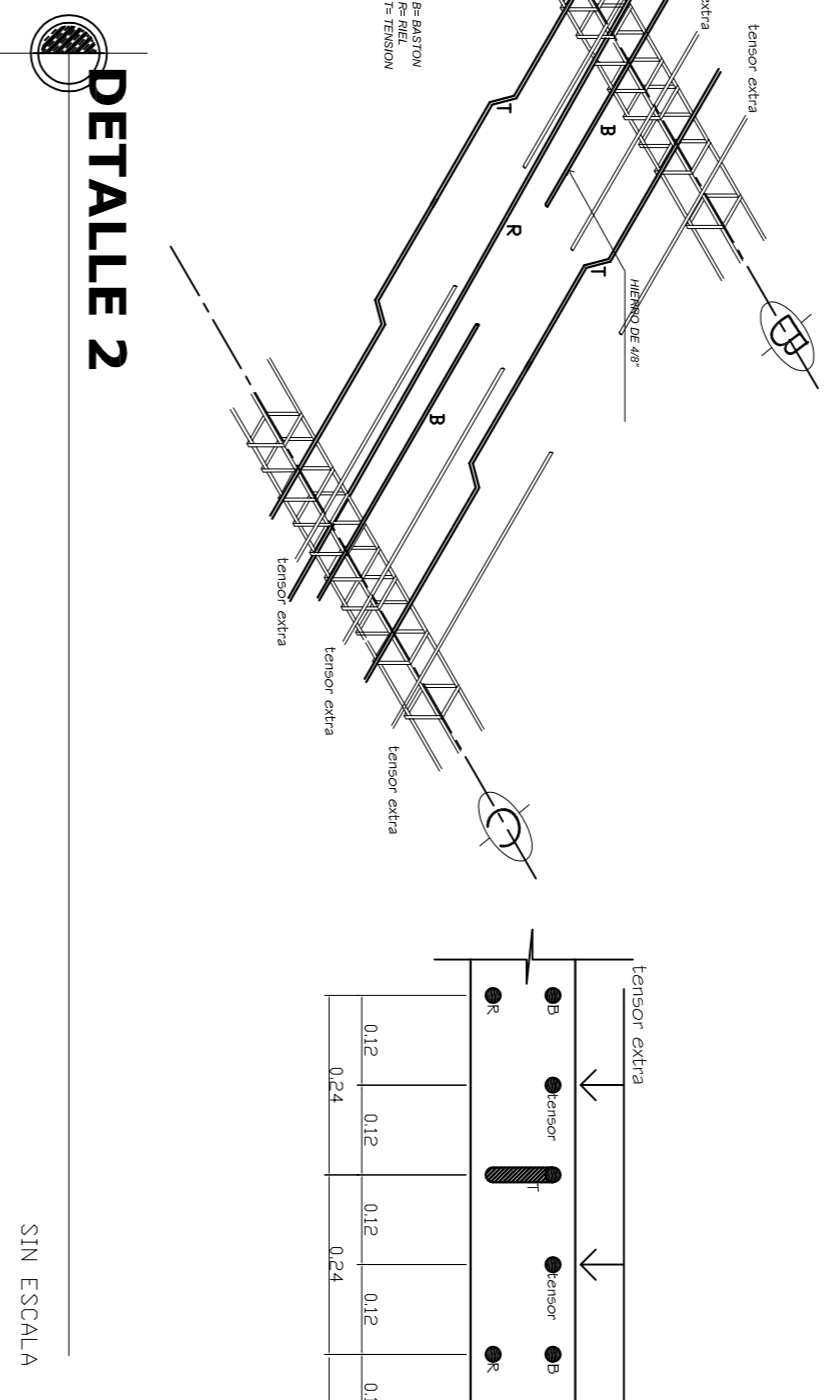 B= BASTON
R= RIEL
T= TENSION
tensor extra
T
B
R
T
HIERRO DE 4/8"
B
B
C
tensor extra
tensor extra
tensor extra
tensor extra
R
B
tensor
T
tensor
R
B
0.12
0.12
0.12
0.12
0.24
0.24
DETALLE 2
SIN ESCALA